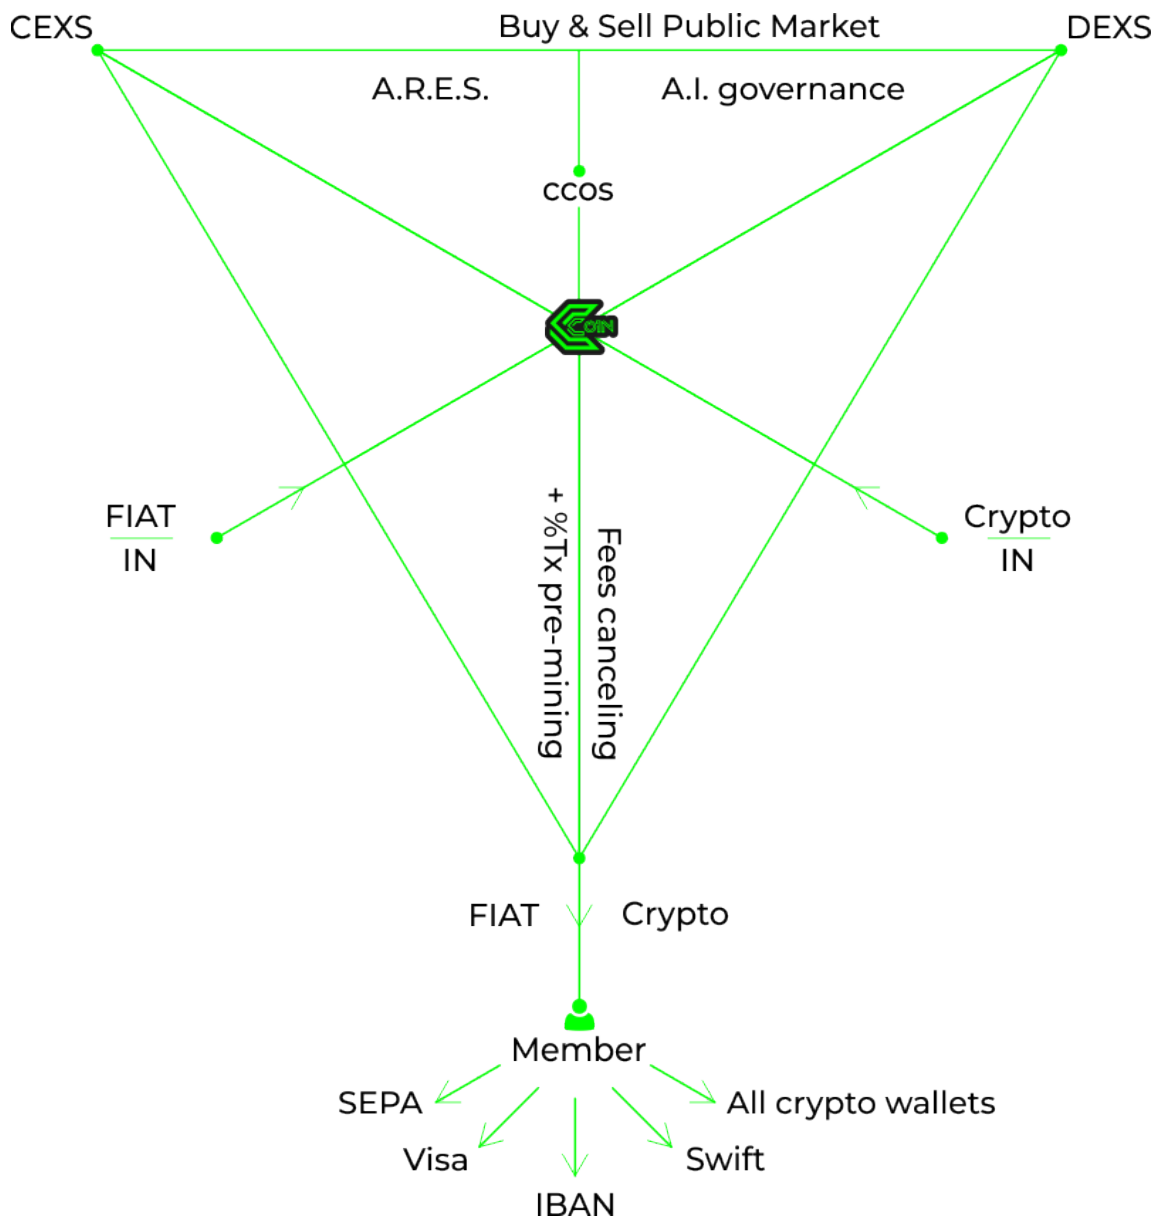 CEXS
Buy & Sell Public Market
DEXS
A.R.E.S.
A.I. governance
ccos
CCOIN
FIAT
IN
Crypto
IN
Fees canceling
+ %Tx pre-mining
FIAT
Crypto
Member
SEPA
All crypto wallets
Visa
Swift
IBAN